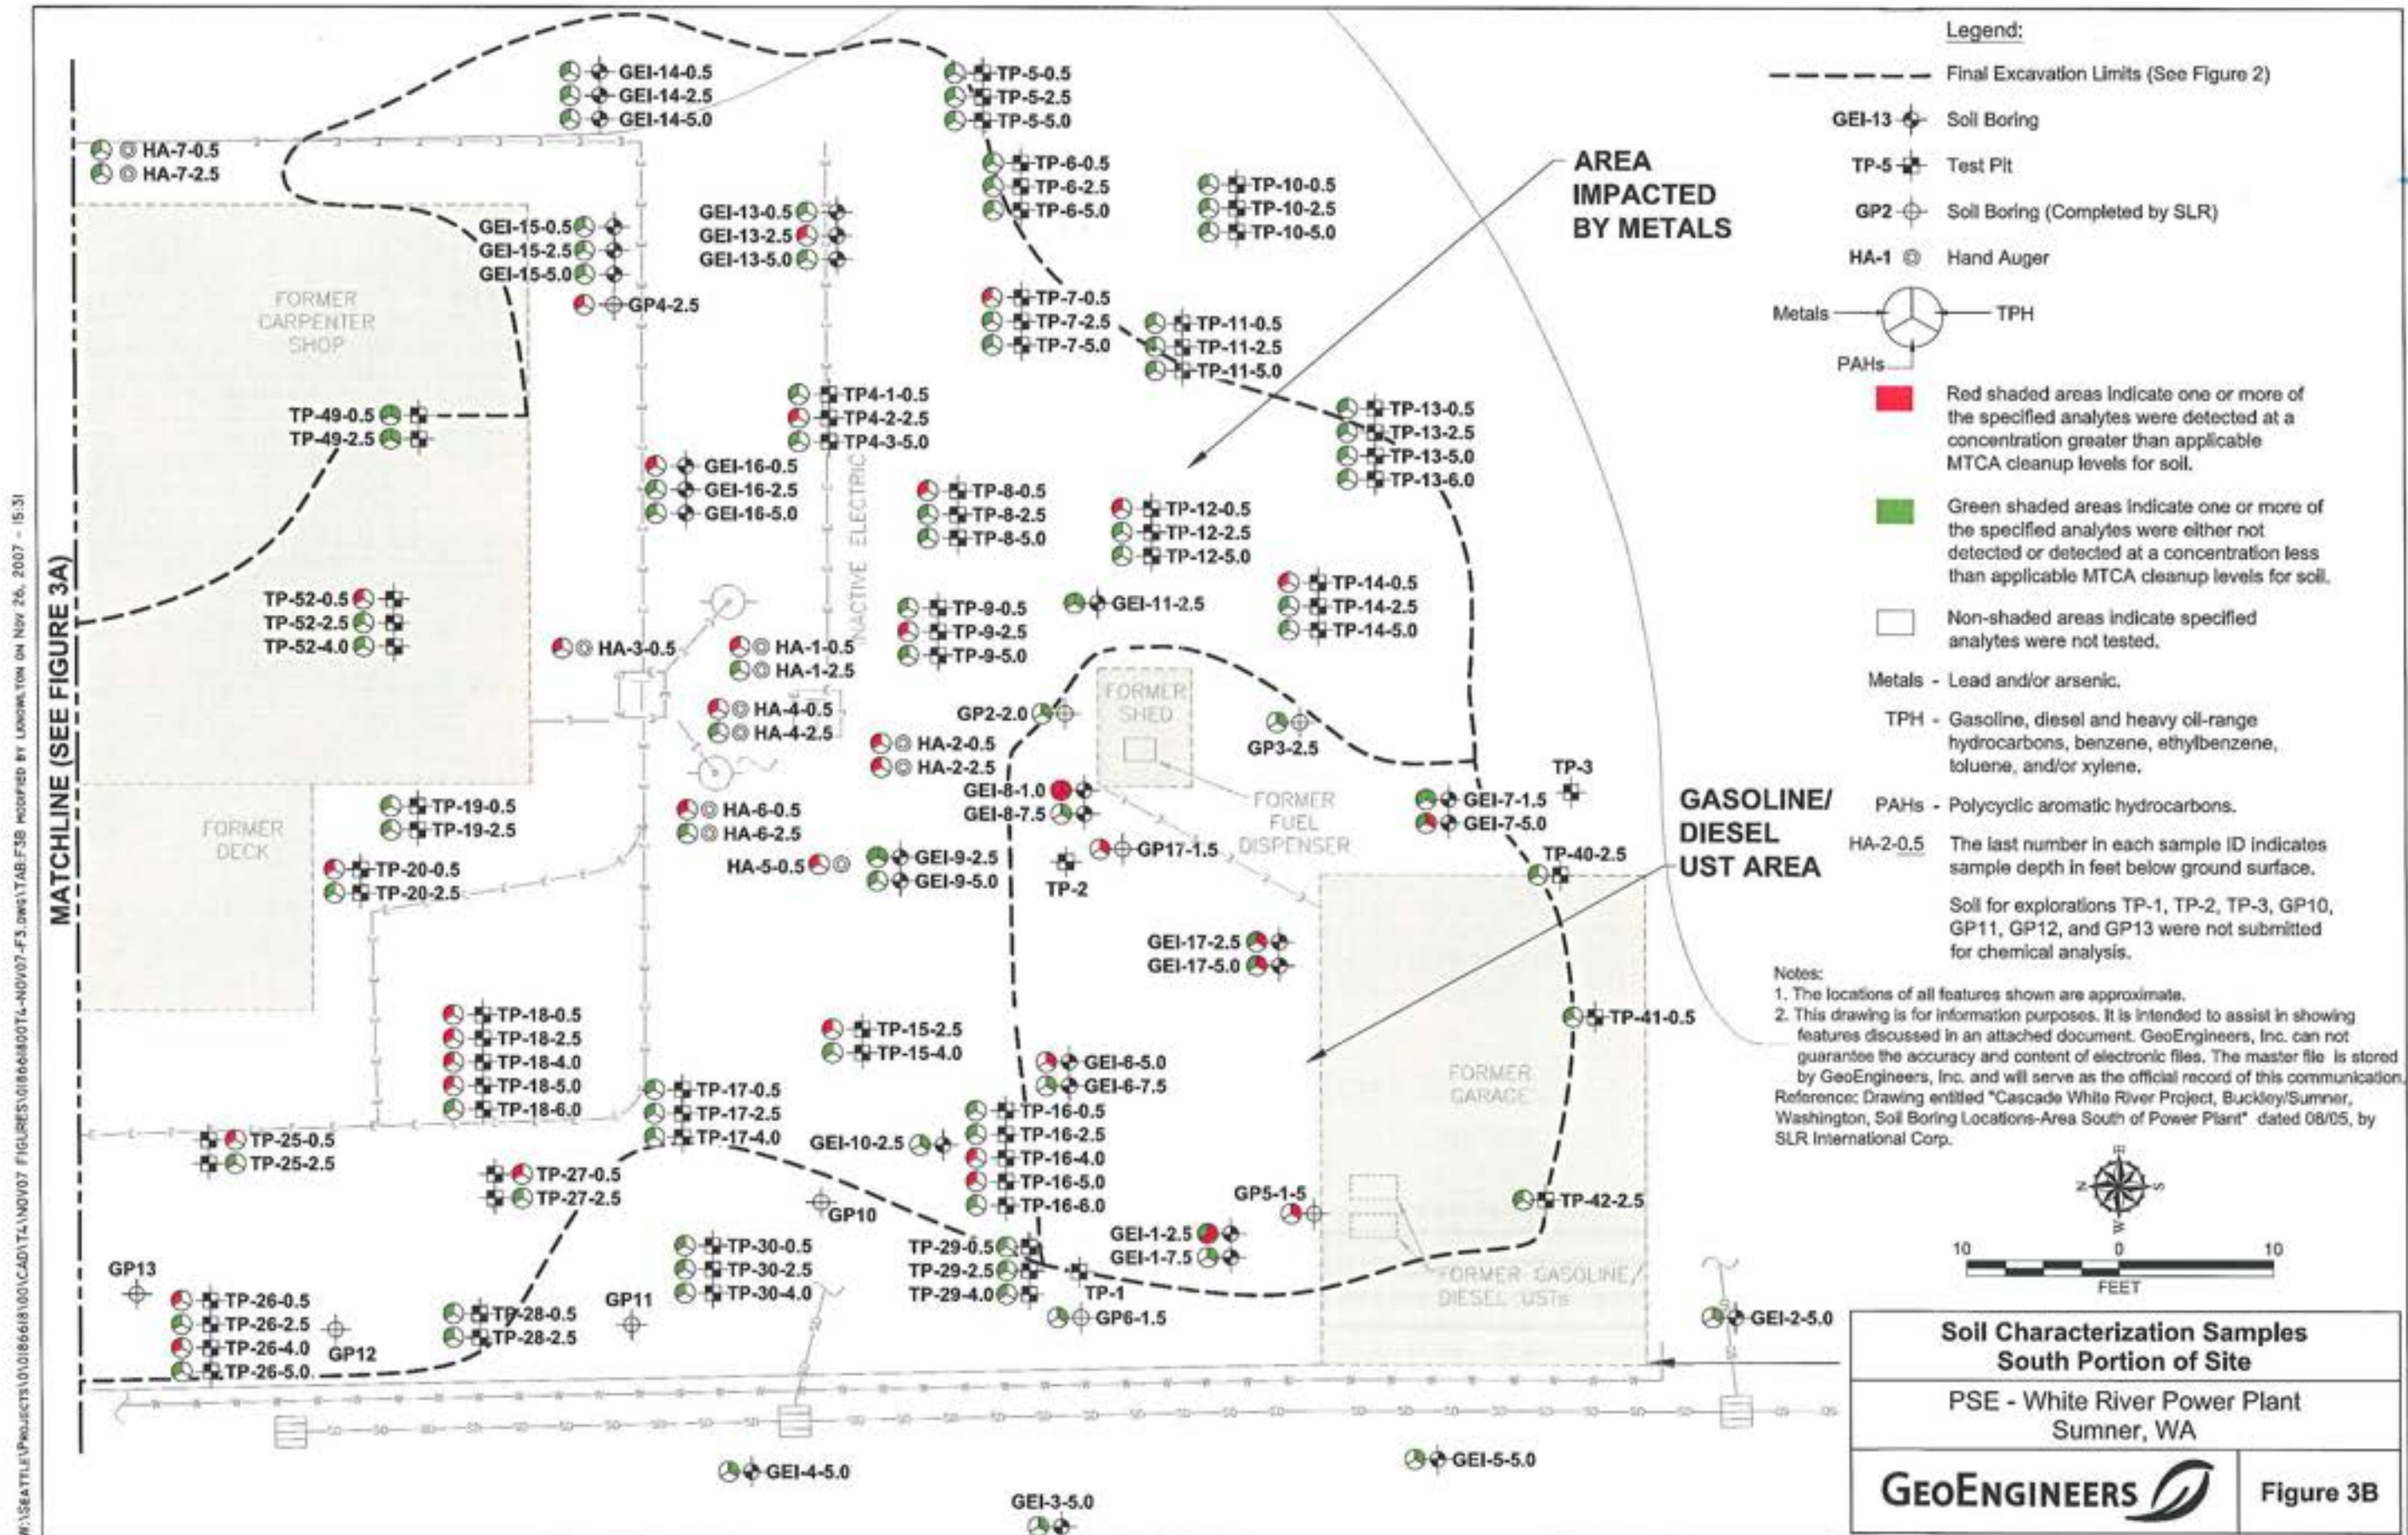 Legend:
Final Excavation Limits (See Figure 2)
GEI-13 Soil Boring
TP-5 Test Pit
GP2 Soil Boring (Completed by SLR)
HA-1 Hand Auger
Metals
TPH
PAHs
Red shaded areas indicate one or more of
the specified analytes were detected at a
concentration greater than applicable
MTCA cleanup levels for soil.
Green shaded areas indicate one or more of
the specified analytes were either not
detected or detected at a concentration less
than applicable MTCA cleanup levels for soil.
Non-shaded areas indicate specified
analytes were not tested.
Metals - Lead and/or arsenic.
TPH - Gasoline, diesel and heavy oil-range
hydrocarbons, benzene, ethylbenzene,
toluene, and/or xylene.
PAHs - Polycyclic aromatic hydrocarbons.
HA-2-0.5 The last number in each sample ID indicates
sample depth in feet below ground surface.
Soil for explorations TP-1, TP-2, TP-3, GP10,
GP11, GP12, and GP13 were not submitted
for chemical analysis.
Notes:
1. The locations of all features shown are approximate.
2. This drawing is for information purposes. It is intended to assist in showing
features discussed in an attached document. GeoEngineers, Inc. can not
guarantee the accuracy and content of electronic files. The master file is stored
by GeoEngineers, Inc. and will serve as the official record of this communication.
Reference: Drawing entitled "Cascade White River Project, Buckley/Sumner,
Washington, Soil Boring Locations-Area South of Power Plant" dated 08/05, by
SLR International Corp.
E
N
S
W
10 0 10
FEET
Soil Characterization Samples
South Portion of Site
PSE - White River Power Plant
Sumner, WA
GEOENGINEERS
Figure 3B
MATCHLINE (SEE FIGURE 3A)
AREA
IMPACTED
BY METALS
GASOLINE/
DIESEL
UST AREA
GEI-14-0.5
GEI-14-2.5
GEI-14-5.0
TP-5-0.5
TP-5-2.5
TP-5-5.0
HA-7-0.5
HA-7-2.5
TP-6-0.5
TP-6-2.5
TP-6-5.0
TP-10-0.5
TP-10-2.5
TP-10-5.0
GEI-15-0.5
GEI-15-2.5
GEI-15-5.0
GP4-2.5
GEI-13-0.5
GEI-13-2.5
GEI-13-5.0
FORMER
CARPENTER
SHOP
TP-7-0.5
TP-7-2.5
TP-7-5.0
TP-11-0.5
TP-11-2.5
TP-11-5.0
TP-49-0.5
TP-49-2.5
TP4-1-0.5
TP4-2-2.5
TP4-3-5.0
TP-13-0.5
TP-13-2.5
TP-13-5.0
TP-13-6.0
GEI-16-0.5
GEI-16-2.5
GEI-16-5.0
INACTIVE ELECTRIC
TP-8-0.5
TP-8-2.5
TP-8-5.0
TP-12-0.5
TP-12-2.5
TP-12-5.0
TP-52-0.5
TP-52-2.5
TP-52-4.0
TP-9-0.5
TP-9-2.5
TP-9-5.0
GEI-11-2.5
TP-14-0.5
TP-14-2.5
TP-14-5.0
HA-3-0.5
HA-1-0.5
HA-1-2.5
HA-4-0.5
HA-4-2.5
HA-2-0.5
HA-2-2.5
GP2-2.0
FORMER
SHED
GP3-2.5
GEI-8-1.0
GEI-8-7.5
FORMER
FUEL
DISPENSER
GEI-7-1.5
GEI-7-5.0
TP-3
FORMER
DECK
TP-19-0.5
TP-19-2.5
HA-6-0.5
HA-6-2.5
HA-5-0.5
GEI-9-2.5
GEI-9-5.0
GP17-1.5
TP-2
TP-40-2.5
TP-20-0.5
TP-20-2.5
GEI-17-2.5
GEI-17-5.0
TP-41-0.5
TP-18-0.5
TP-18-2.5
TP-18-4.0
TP-18-5.0
TP-18-6.0
TP-15-2.5
TP-15-4.0
GEI-6-5.0
GEI-6-7.5
FORMER
GARAGE
TP-17-0.5
TP-17-2.5
TP-17-4.0
GEI-10-2.5
TP-16-0.5
TP-16-2.5
TP-16-4.0
TP-16-5.0
TP-16-6.0
TP-25-0.5
TP-25-2.5
TP-27-0.5
TP-27-2.5
GP10
GP5-1-5
TP-42-2.5
GEI-1-2.5
GEI-1-7.5
TP-30-0.5
TP-30-2.5
TP-30-4.0
TP-29-0.5
TP-29-2.5
TP-29-4.0
TP-1
FORMER GASOLINE/
DIESEL USTs
GP13
TP-26-0.5
TP-26-2.5
TP-26-4.0
TP-26-5.0
GP12
TP-28-0.5
TP-28-2.5
GP11
GP6-1.5
GEI-2-5.0
GEI-4-5.0
GEI-5-5.0
GEI-3-5.0